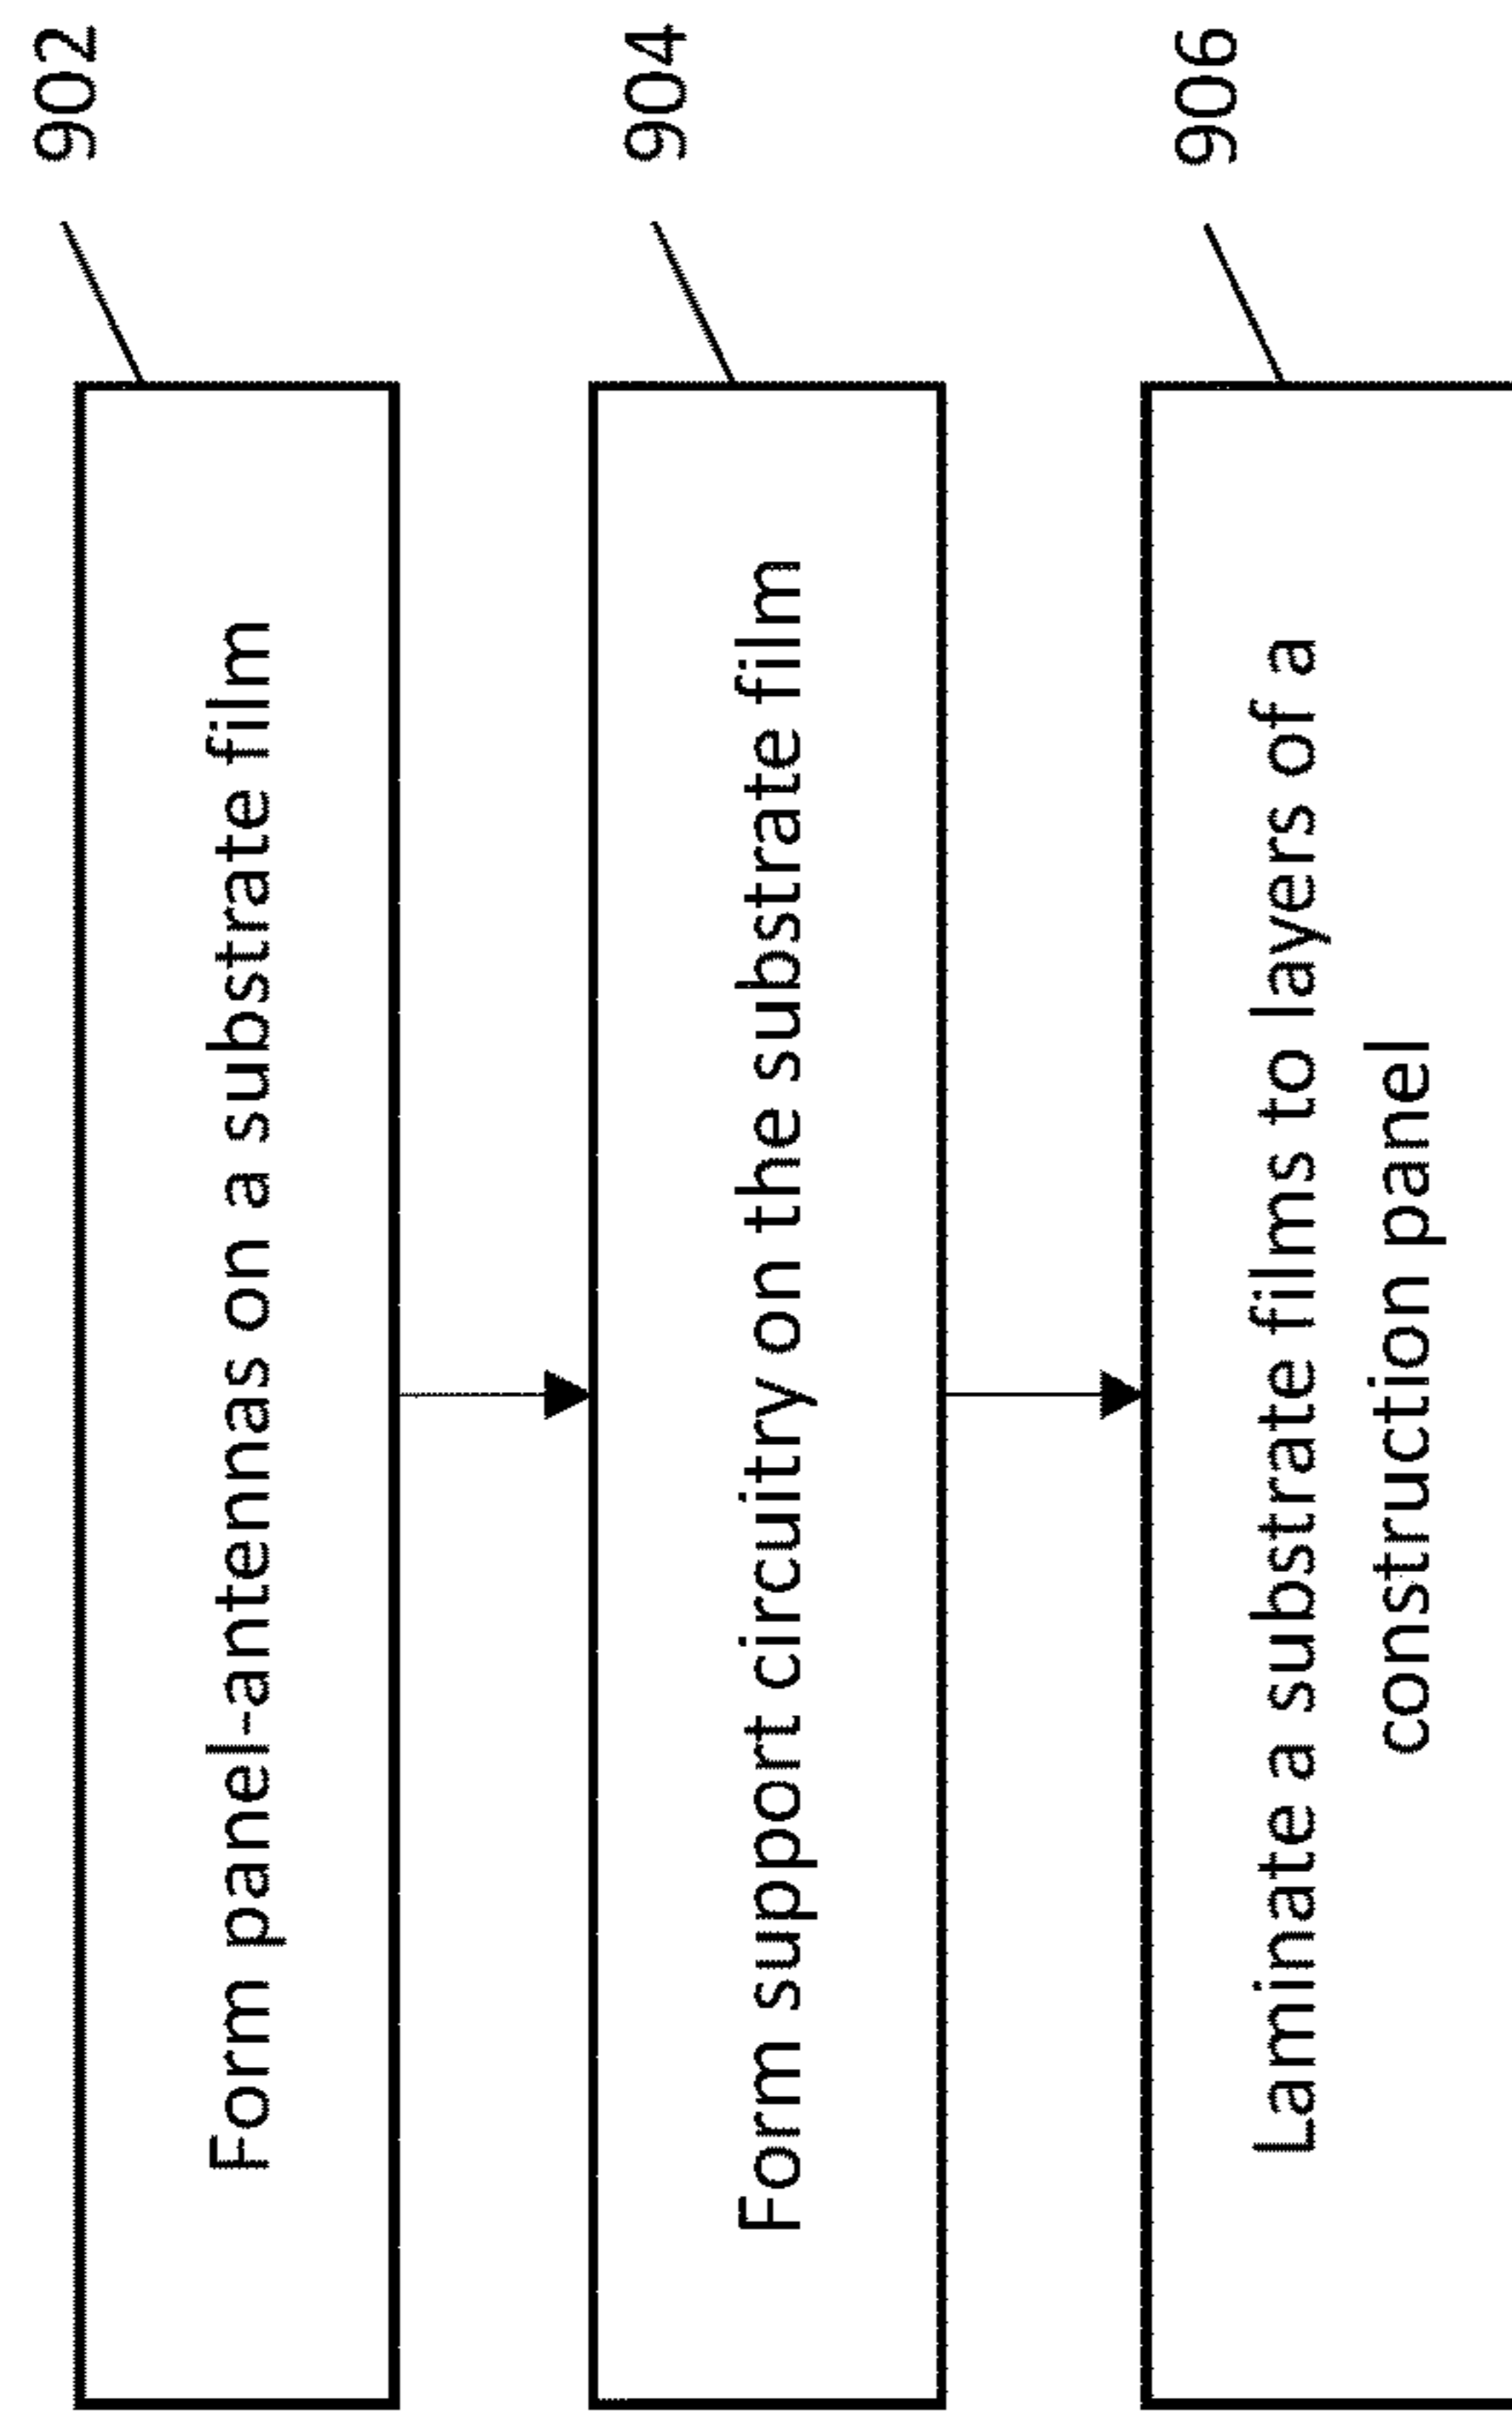 902
Form panel-antennas on a substrate film
904
Form support circuitry on the substrate film
906
Laminate a substrate films to layers of a
construction panel